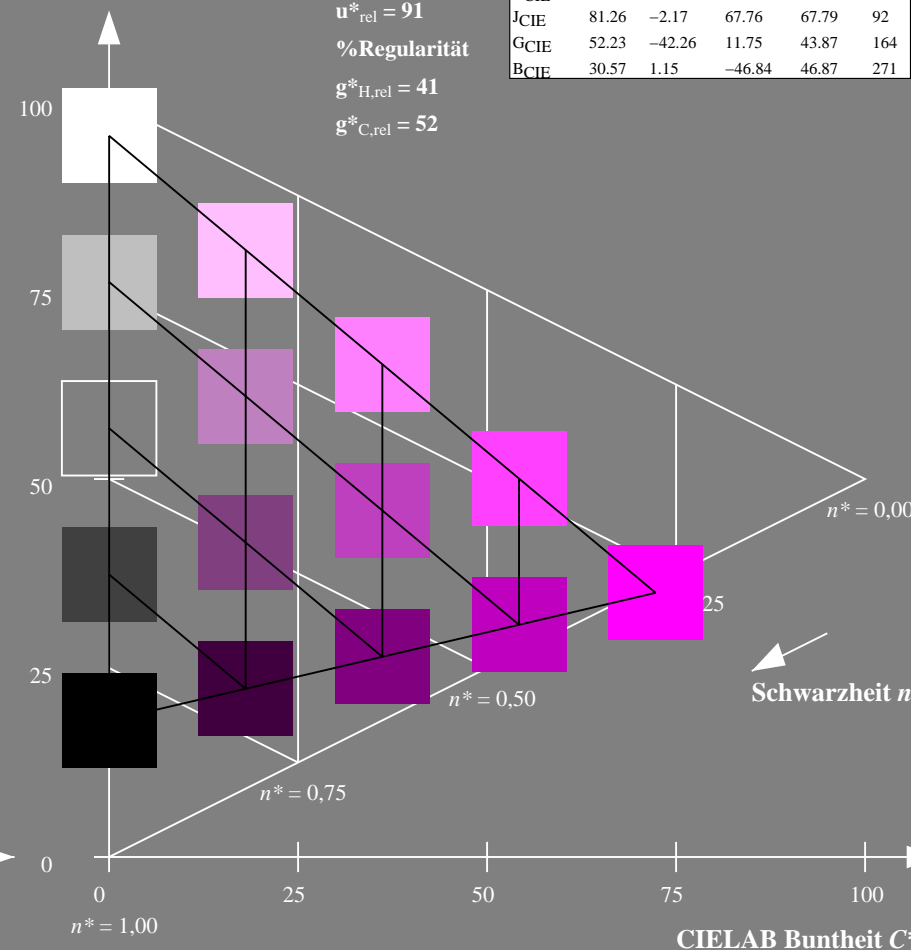 u*rel = 91
%Regularität
g*H,rel = 41
g*C,rel = 52
JCIE 81.26 −2.17 67.76 67.79 92
GCIE 52.23 −42.26 11.75 43.87 164
BCIE 30.57 1.15 −46.84 46.87 271
100
75
50
n* = 0,00
25
Schwarzheit n
25
n* = 0,50
n* = 0,75
0
0 25 50 75 100
n* = 1,00
CIELAB Buntheit C*